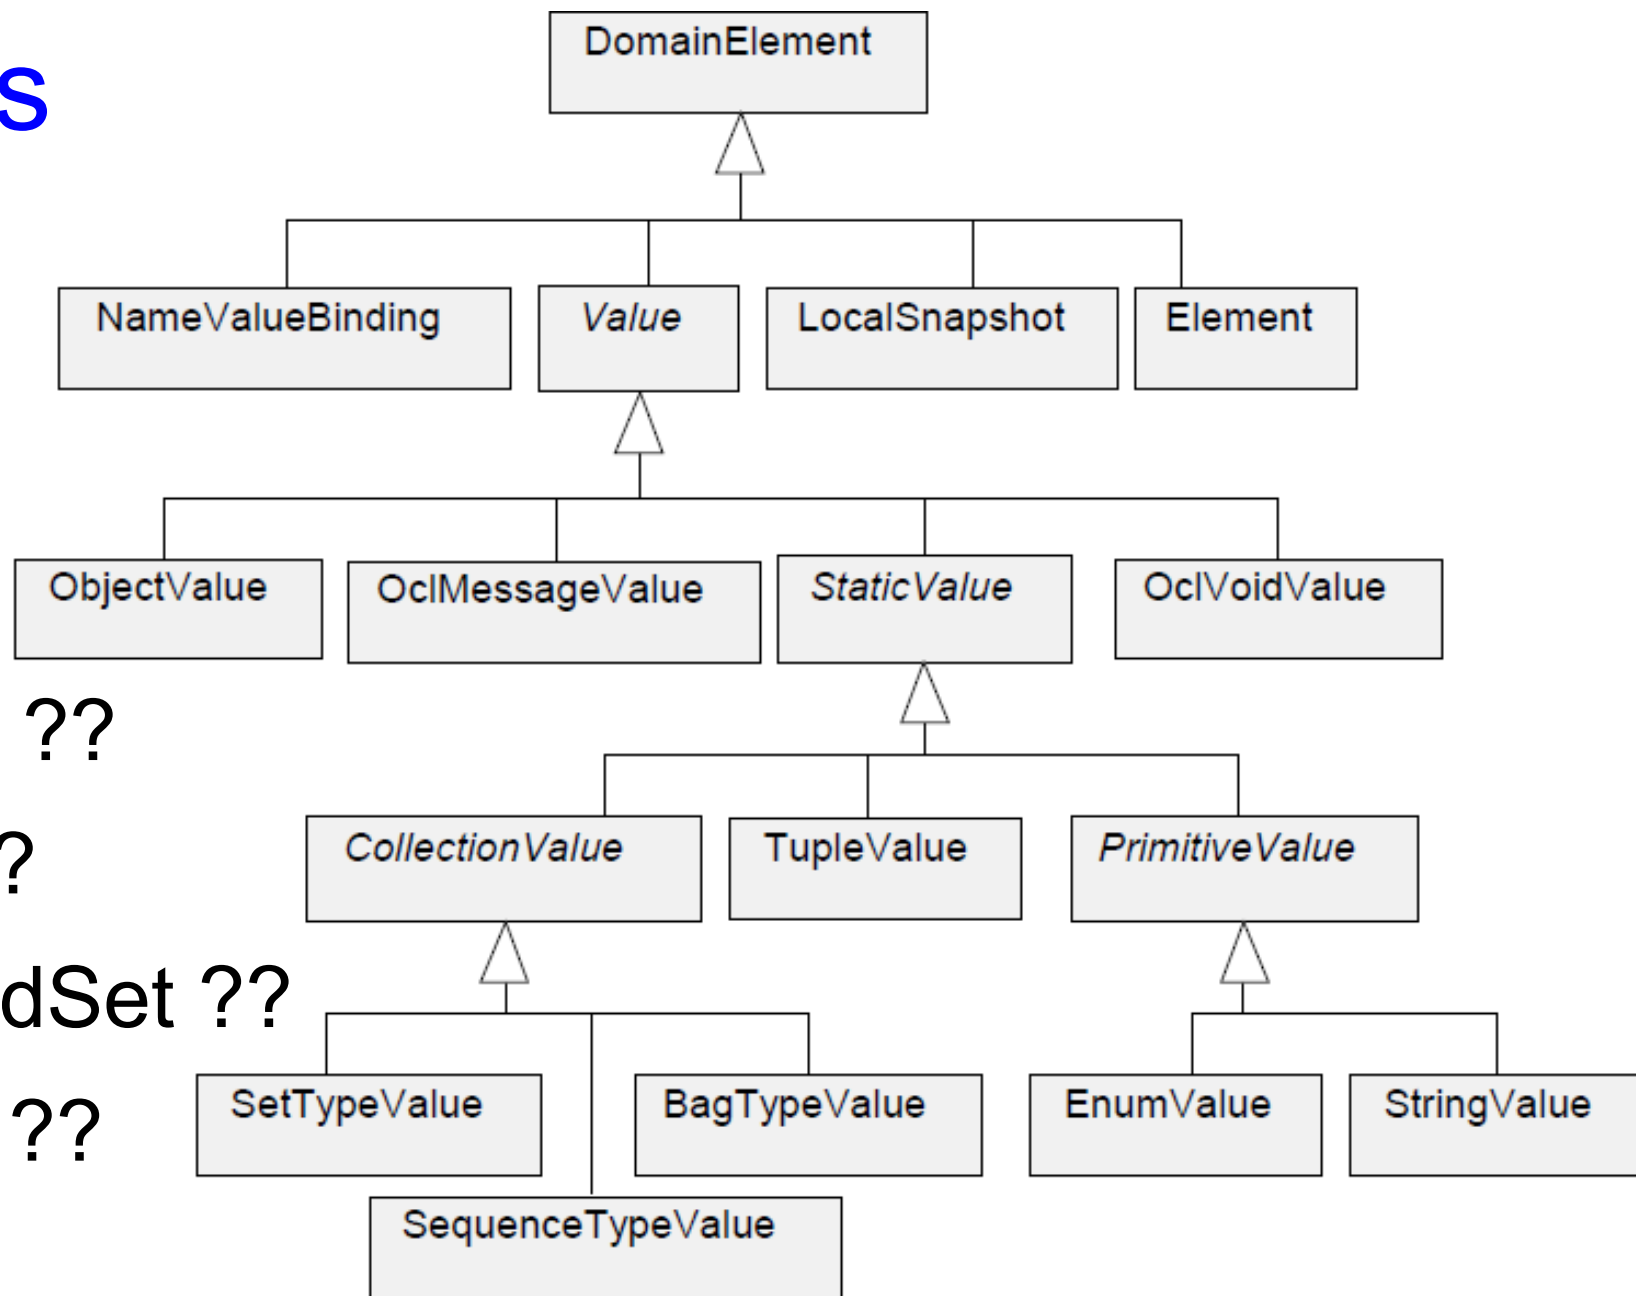 DomainElement
s
NameValueBinding
Value
LocalSnapshot
Element
ObjectValue
OclMessageValue
StaticValue
OclVoidValue
??
CollectionValue
TupleValue
PrimitiveValue
?
dSet ??
SetTypeValue
BagTypeValue
EnumValue
StringValue
??
SequenceTypeValue